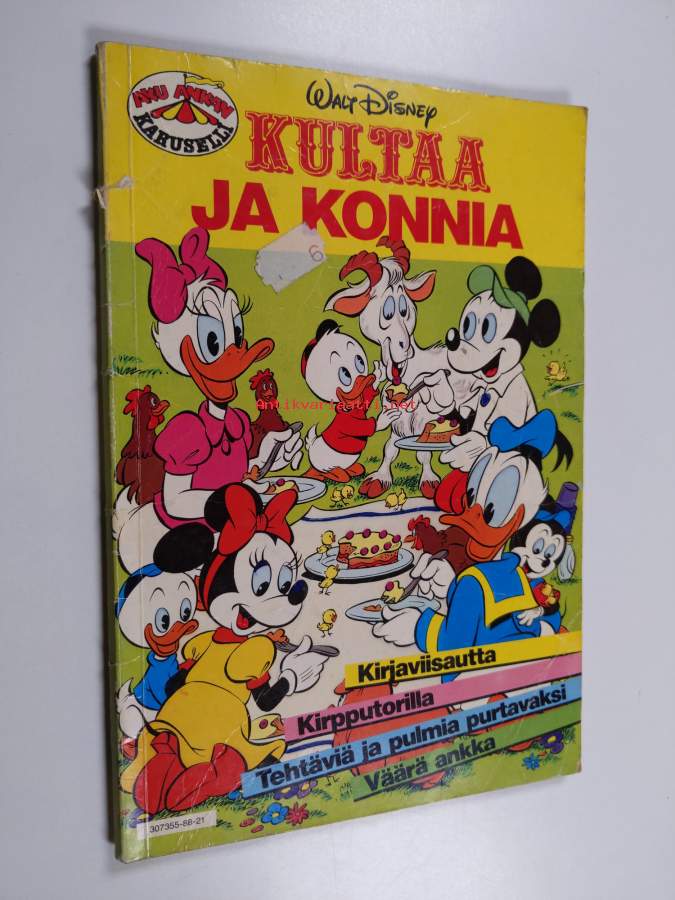 AKU ANKAN
KARUSELLI
WALT DISNEY
KULTAA
JA KONNIA
6
antikvariaatti.net
Kirjaviisautta
Kirpputorilla
Tehtäviä ja pulmia purtavaksi
Väärä ankka
307355-88-21